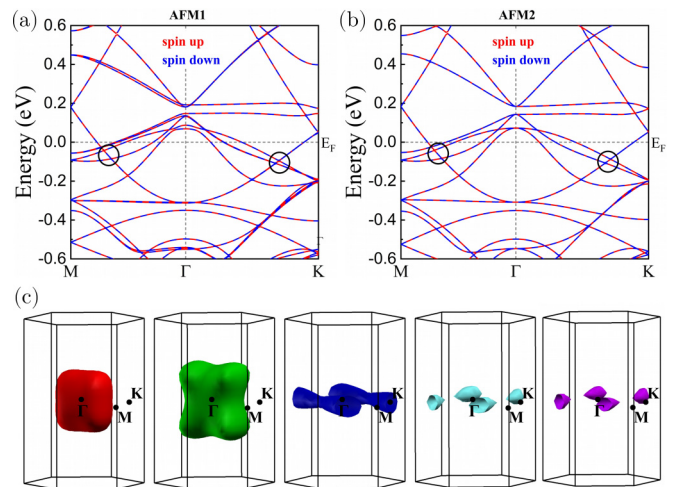 (a) AFM1
spin up
spin down
Energy (eV)
0.6
0.4
0.2
0.0
-0.2
-0.4
-0.6
M Γ K
E_F
(b) AFM2
spin up
spin down
Energy (eV)
0.6
0.4
0.2
0.0
-0.2
-0.4
-0.6
M Γ K
E_F
(c)
Γ M K
Γ M K
Γ M K
Γ M K
Γ M K